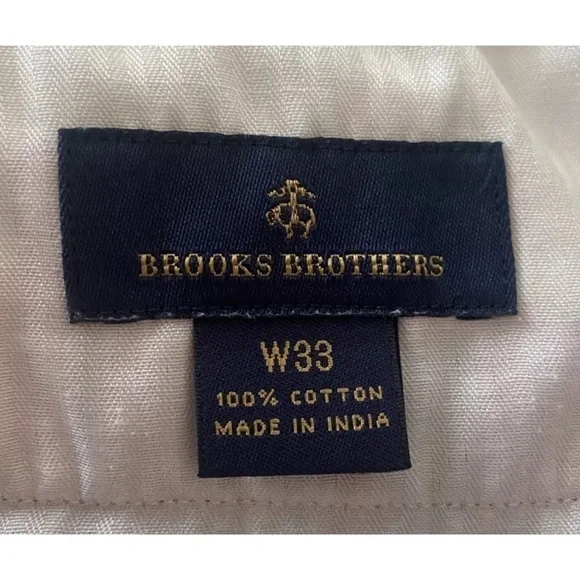 BROOKS BROTHERS
W33
100% COTTON
MADE IN INDIA